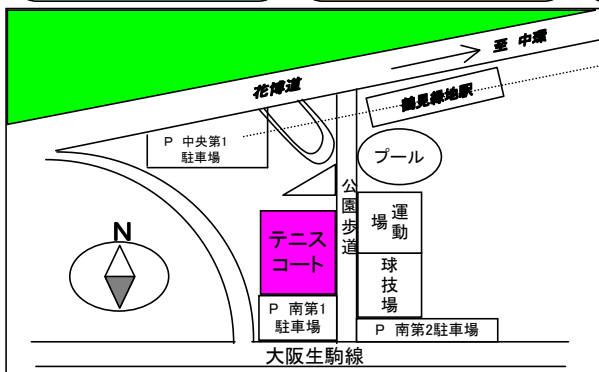 至 中環
花博道
鶴見緑地駅
P 中央第1
駐車場
プール
公園歩道
N
運動場
テニス
コート
球技場
P 南第1
駐車場
P 南第2駐車場
大阪生駒線